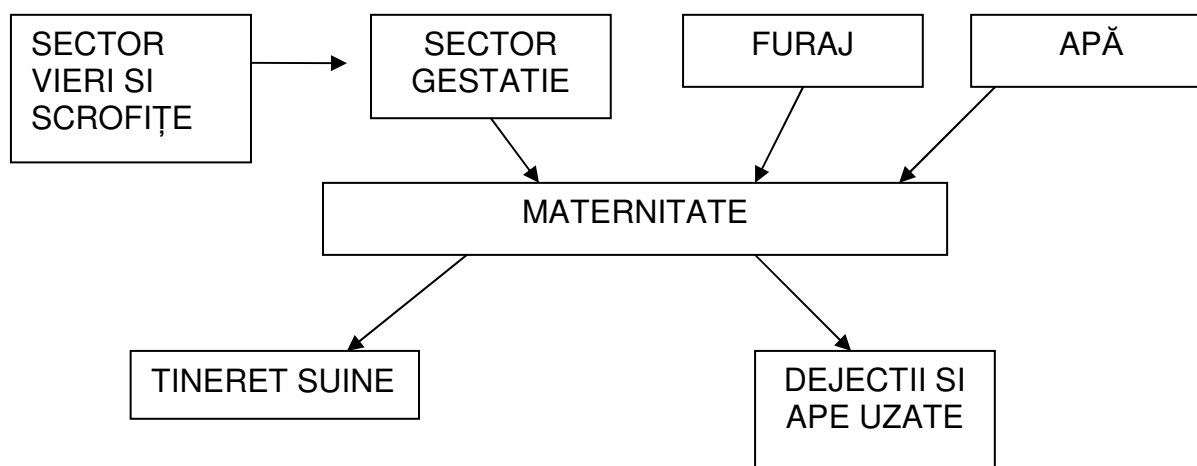 SECTOR
VIERI SI
SCROFIȚE
SECTOR
GESTATIE
FURAJ
APĂ
MATERNITATE
TINERET SUINE
DEJECTII SI
APE UZATE